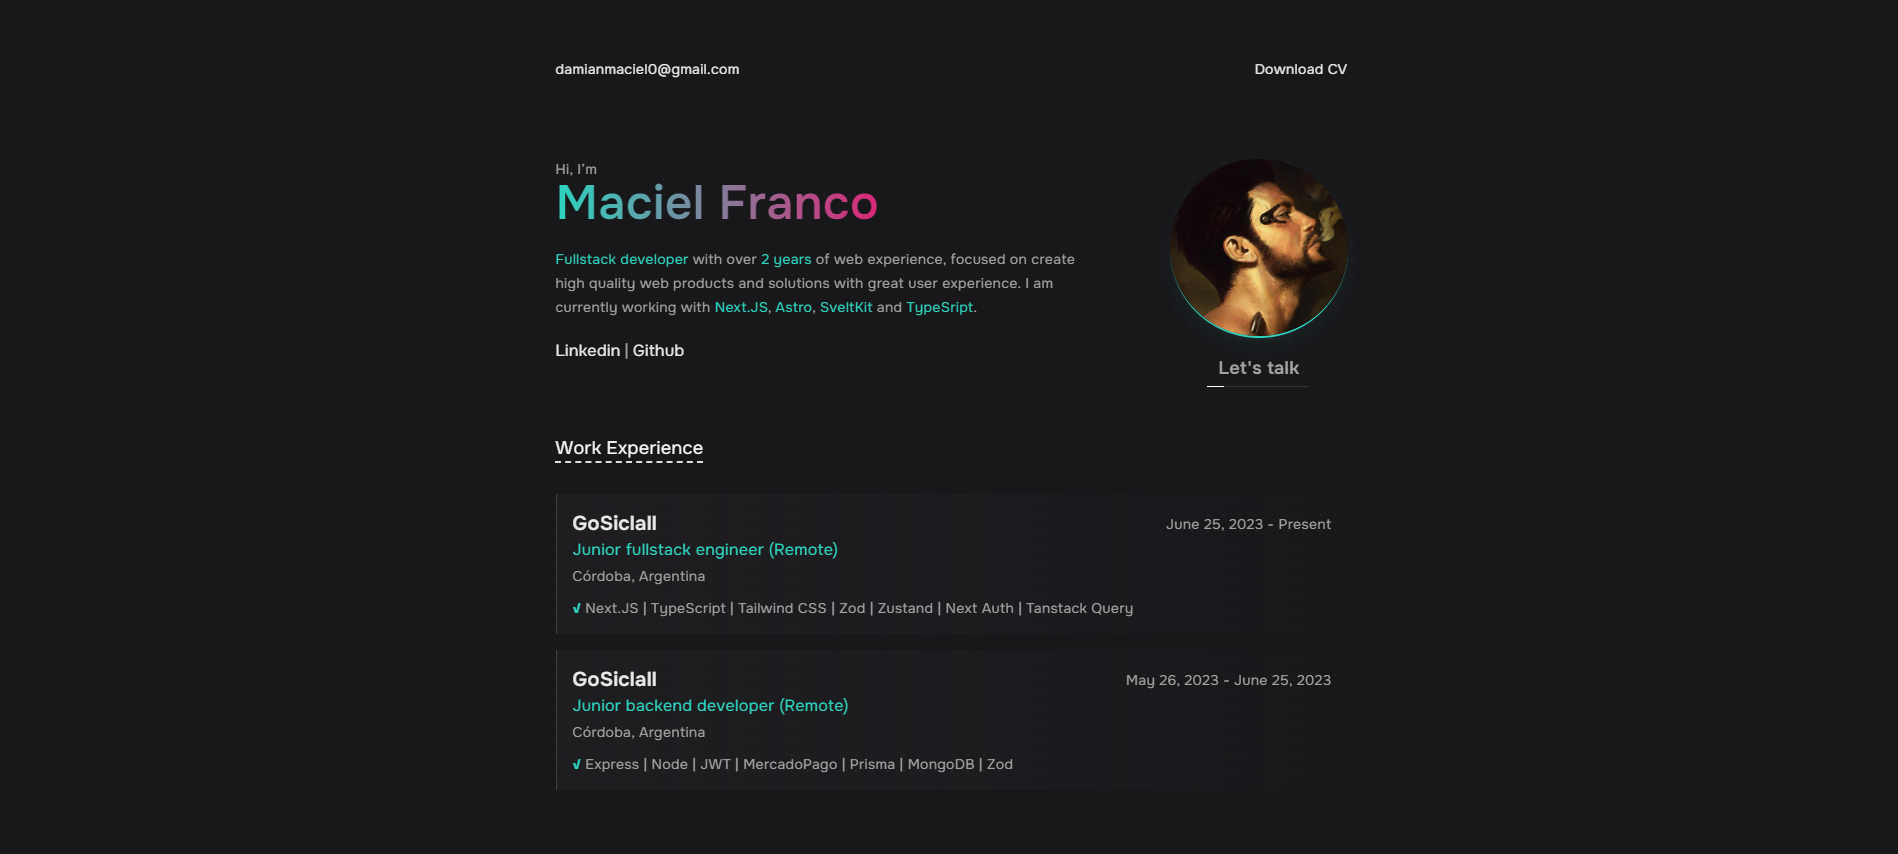 damianmaciel0@gmail.com
Download CV
Hi, I'm
Maciel Franco
Fullstack developer with over 2 years of web experience, focused on create
high quality web products and solutions with great user experience. I am
currently working with Next.JS, Astro, SveltKit and TypeSript.
Linkedin | Github
Let's talk
Work Experience
GoSiclall
June 25, 2023 - Present
Junior fullstack engineer (Remote)
Córdoba, Argentina
√ Next.JS | TypeScript | Tailwind CSS | Zod | Zustand | Next Auth | Tanstack Query
GoSiclall
May 26, 2023 - June 25, 2023
Junior backend developer (Remote)
Córdoba, Argentina
√ Express | Node | JWT | MercadoPago | Prisma | MongoDB | Zod